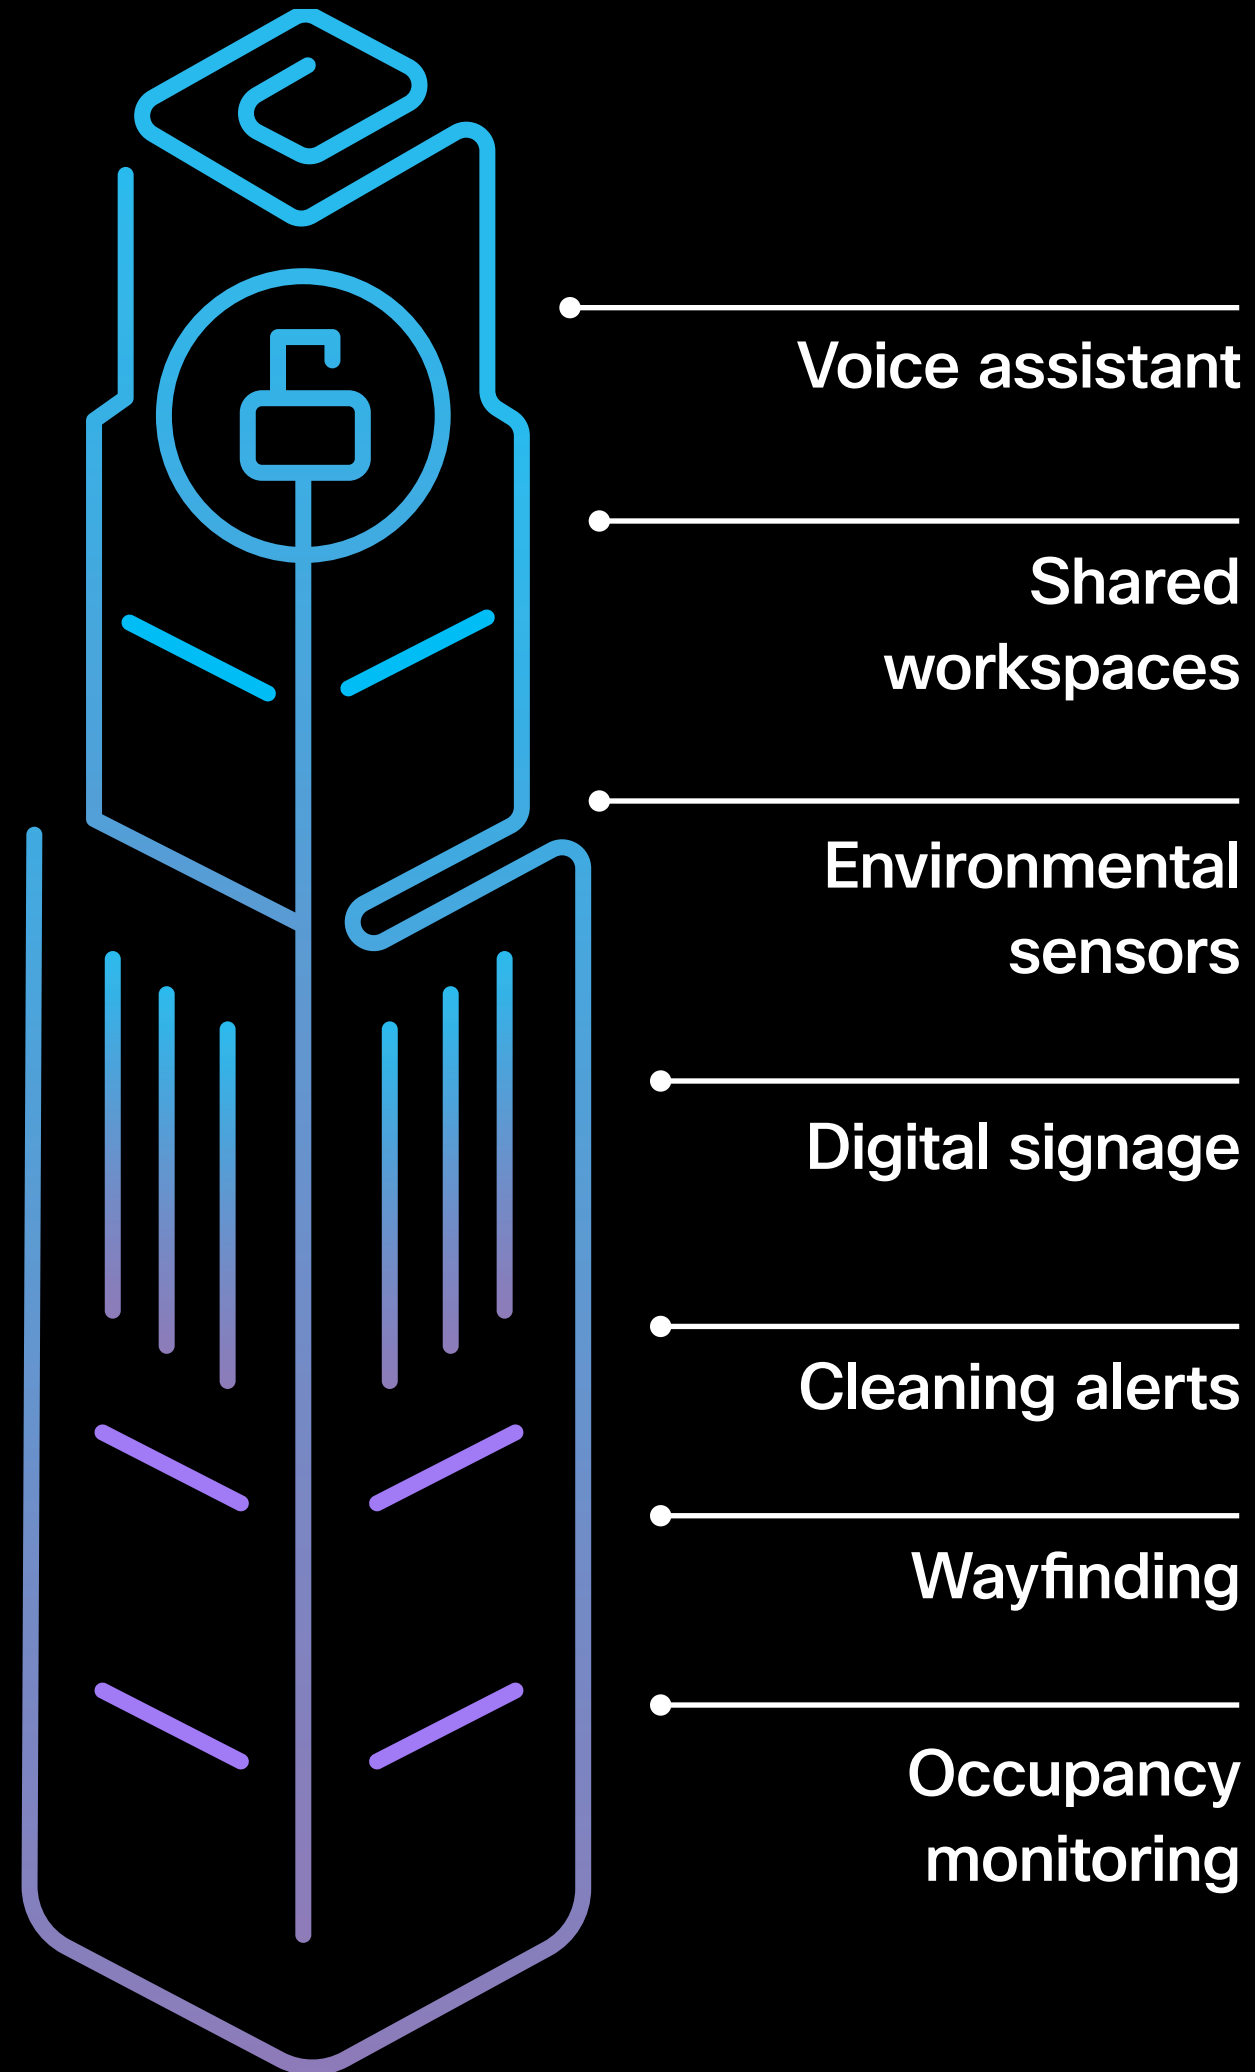 Voice assistant
Shared
workspaces
Environmental
sensors
Digital signage
Cleaning alerts
Wayfinding
Occupancy
monitoring